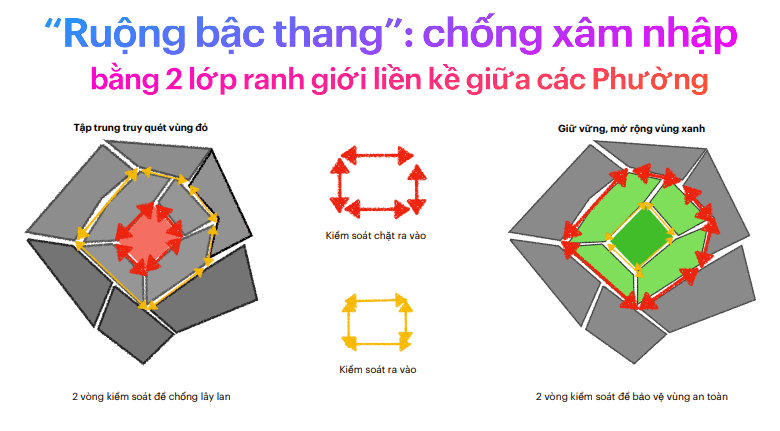 “Ruộng bậc thang”: chống xâm nhập
bằng 2 lớp ranh giới liền kề giữa các Phường
Tập trung truy quét vùng đỏ
Giữ vững, mở rộng vùng xanh
Kiểm soát chặt ra vào
Kiểm soát ra vào
2 vòng kiểm soát để chống lây lan
2 vòng kiểm soát để bảo vệ vùng an toàn